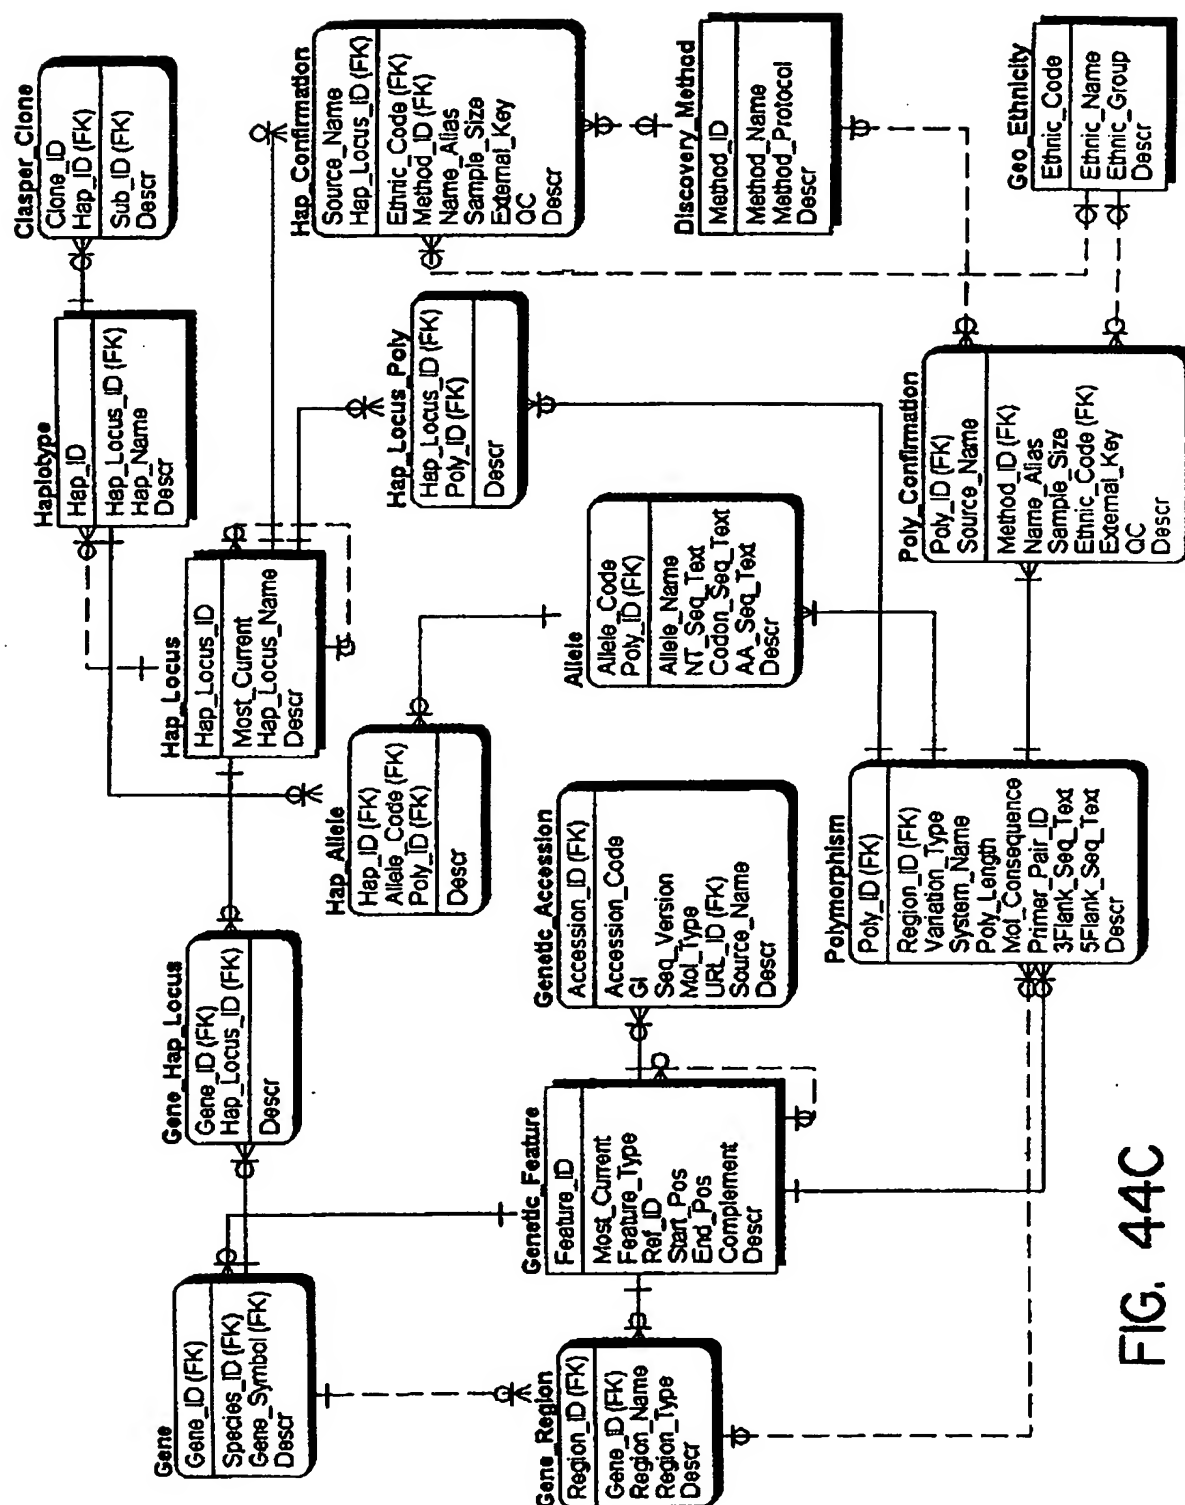 Gene
Gene_ID (FK)
Species_ID (FK)
Gene_Symbol (FK)
Descr
Gene_Hap_Locus
Gene_ID (FK)
Hap_Locus_ID (FK)
Descr
Hap_Locus
Hap_Locus_ID
Most_Current
Hap_Locus_Name
Descr
Haplotype
Hap_ID
Hap_Locus_ID (FK)
Hap_Name
Descr
Clasper_Clone
Clone_ID
Hap_ID (FK)
Sub_ID (FK)
Descr
Hap_Allele
Hap_ID (FK)
Allele_Code (FK)
Poly_ID (FK)
Descr
Hap_Locus_Poly
Hap_Locus_ID (FK)
Poly_ID (FK)
Descr
Hap_Confirmation
Source_Name
Hap_Locus_ID (FK)
Ethnic_Code (FK)
Method_ID (FK)
Name_Alias
Sample_Size
External_Key
QC
Descr
Gene_Region
Region_ID (FK)
Gene_ID (FK)
Region_Name
Region_Type
Descr
Genetic_Feature
Feature_ID
Most_Current
Feature_Type
Ref_ID
Start_Pos
End_Pos
Complement
Descr
Genetic_Accession
Accession_ID (FK)
Accession_Code
GI
Seq_Version
Mol_Type
URL_ID (FK)
Source_Name
Descr
Allele
Allele_Code
Poly_ID (FK)
Allele_Name
NT_Seq_Text
Codon_Seq_Text
AA_Seq_Text
Descr
Discovery_Method
Method_ID
Method_Name
Method_Protocol
Descr
Polymorphism
Poly_ID (FK)
Region_ID (FK)
Variation_Type
System_Name
Poly_Length
Mol_Consequence
Primer_Pair_ID
3Flank_Seq_Text
5Flank_Seq_Text
Descr
Poly_Confirmation
Poly_ID (FK)
Source_Name
Method_ID (FK)
Name_Alias
Sample_Size
Ethnic_Code (FK)
External_Key
QC
Descr
Geo_Ethnicity
Ethnic_Code
Ethnic_Name
Ethnic_Group
Descr
FIG. 44C